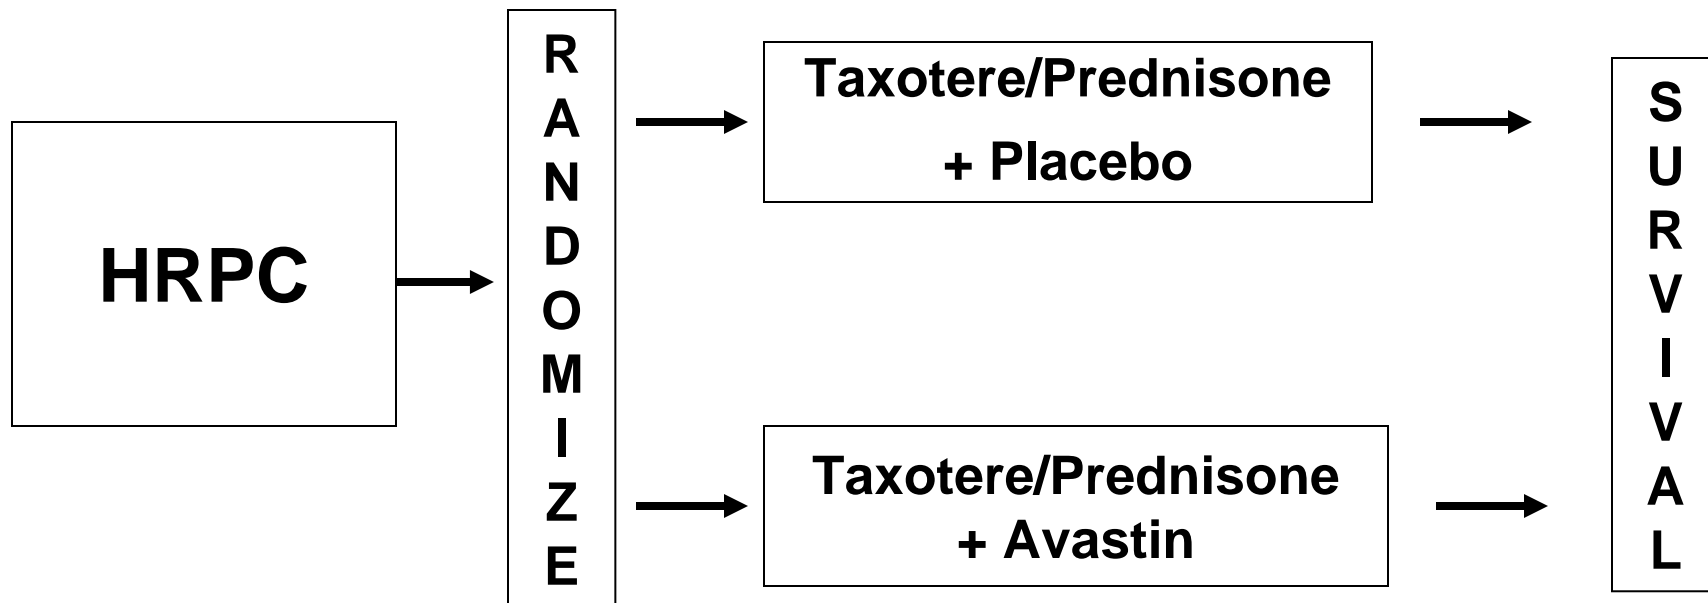 HRPC
RANDOMIZE
Taxotere/Prednisone
+ Placebo
Taxotere/Prednisone
+ Avastin
SURVIVAL